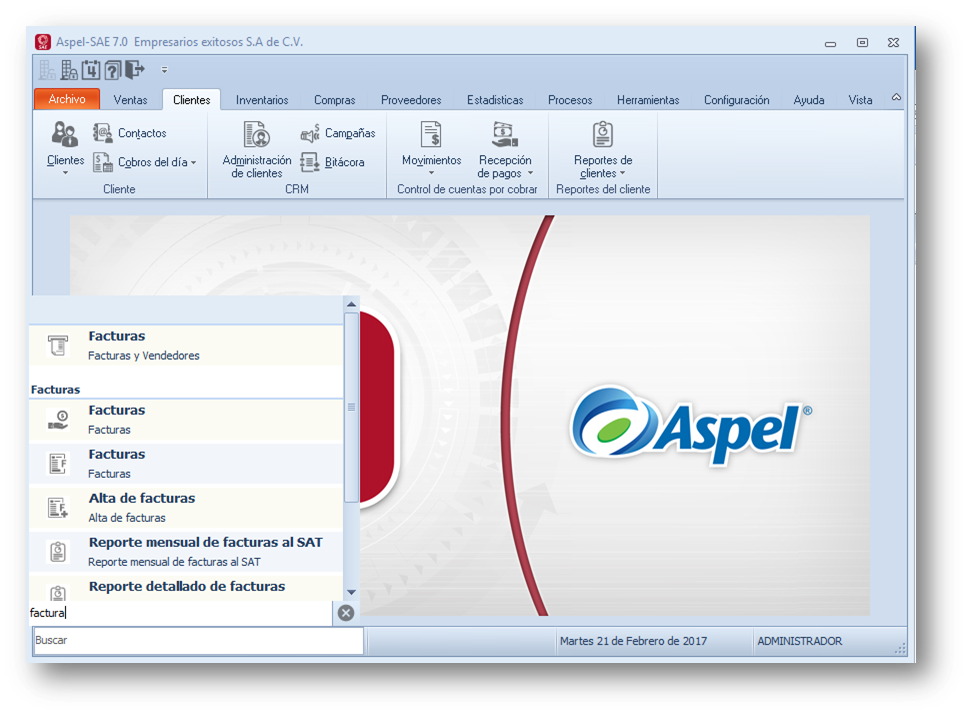 Aspel-SAE 7.0 Empresarios exitosos S.A de C.V.
Archivo Ventas Clientes Inventarios Compras Proveedores Estadisticas Procesos Herramientas Configuración Ayuda Vista
Clientes
Contactos
Cobros del día
Cliente
Administración
de clientes
Campañas
Bitácora
CRM
Movimientos
Recepción
de pagos
Control de cuentas por cobrar
Reportes de
clientes
Reportes del cliente
Facturas
Facturas y Vendedores
Facturas
Facturas
Facturas
Facturas
Facturas
Alta de facturas
Alta de facturas
Reporte mensual de facturas al SAT
Reporte mensual de facturas al SAT
Reporte detallado de facturas
factura
Aspel®
Buscar
Martes 21 de Febrero de 2017
ADMINISTRADOR